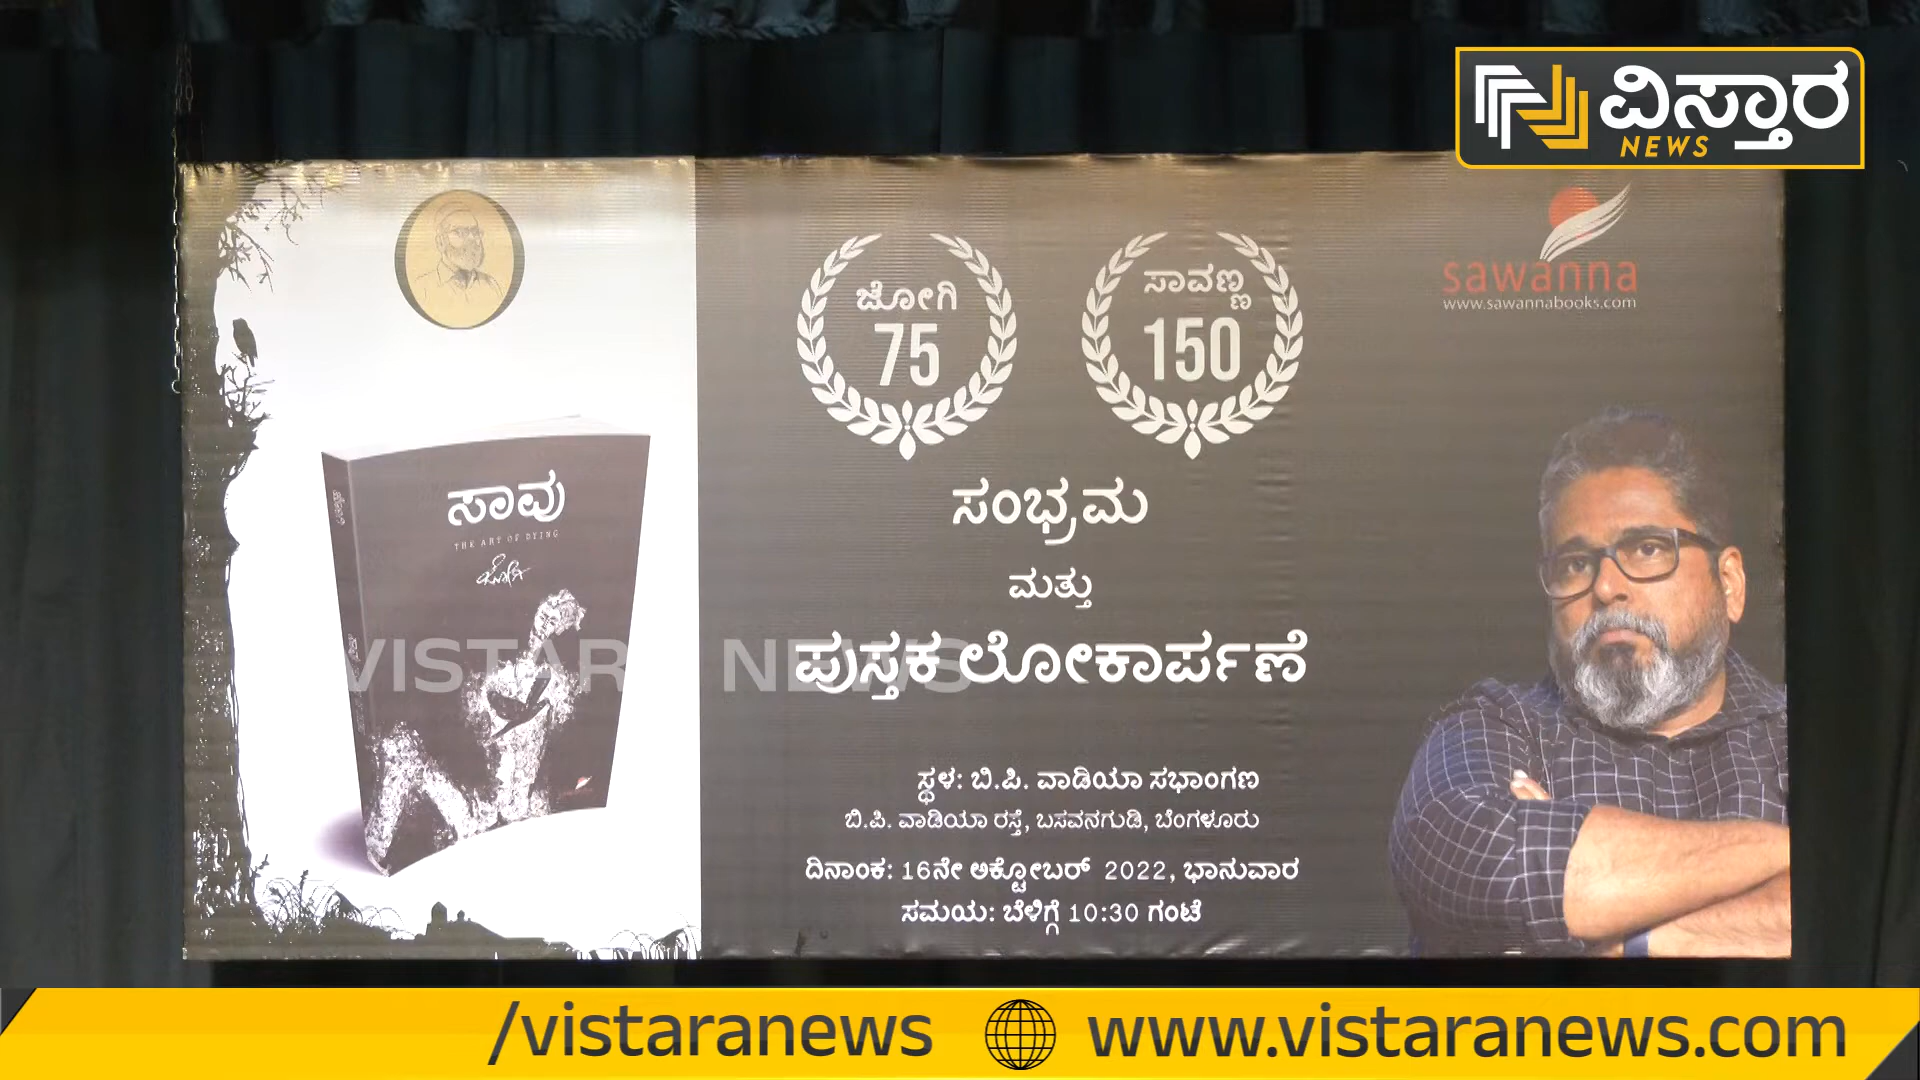 ವಿಸ್ತಾರ
NEWS
sawanna
www.sawannabooks.com
ಜೋಗಿ
75
ಸಾವಣ್ಣ
150
ಸಾವು
THE ART OF DYING
ಜೋಗಿ
ಸಂಭ್ರಮ
ಮತ್ತು
ಪುಸ್ತಕ ಲೋಕಾರ್ಪಣೆ
VISTARA NEWS
ಸ್ಥಳ: ಬಿ.ಪಿ. ವಾಡಿಯಾ ಸಭಾಂಗಣ
ಬಿ.ಪಿ. ವಾಡಿಯಾ ರಸ್ತೆ, ಬಸವನಗುಡಿ, ಬೆಂಗಳೂರು
ದಿನಾಂಕ: 16ನೇ ಅಕ್ಟೋಬರ್ 2022, ಭಾನುವಾರ
ಸಮಯ: ಬೆಳಿಗ್ಗೆ 10:30 ಗಂಟೆ
/vistaranews
www.vistaranews.com